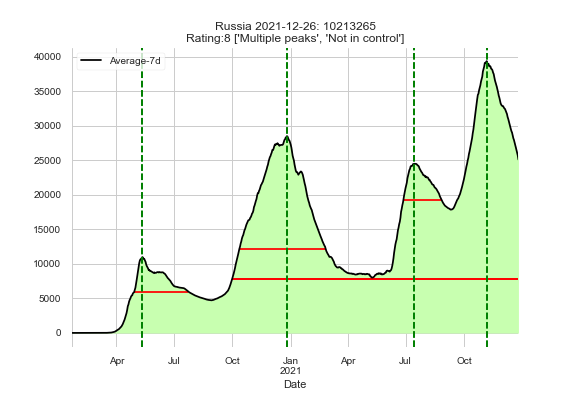 Russia 2021-12-26: 10213265
Rating:8 ['Multiple peaks', 'Not in control']
Average-7d
40000
35000
30000
25000
20000
15000
10000
5000
0
Apr Jul Oct Jan Apr Jul Oct
2021
Date